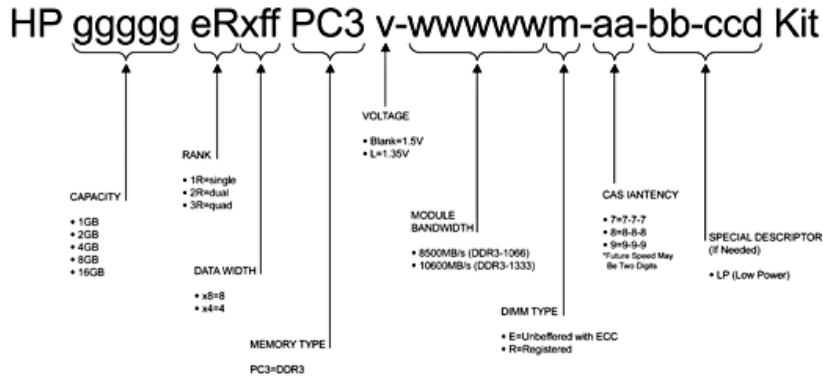 HP ggggg eRxff PC3 v-wwwwwm-aa-bb-ccd Kit
VOLTAGE
• Blank=1.5V
• L=1.35V
RANK
• 1R=single
• 2R=dual
• 3R=quad
CAPACITY
• 1GB
• 2GB
• 4GB
• 8GB
• 16GB
CAS IANTENCY
• 7=7-7-7
• 8=8-8-8
• 9=9-9-9
*Future Speed May
Be Two Digits
MODULE
BANDWIDTH
• 8500MB/s (DDR3-1066)
• 10600MB/s (DDR3-1333)
SPECIAL DESCRIPTOR
(If Needed)
• LP (Low Power)
DATA WIDTH
• x8=8
• x4=4
DIMM TYPE
• E=Unbeffered with ECC
• R=Registered
MEMORY TYPE
PC3=DDR3